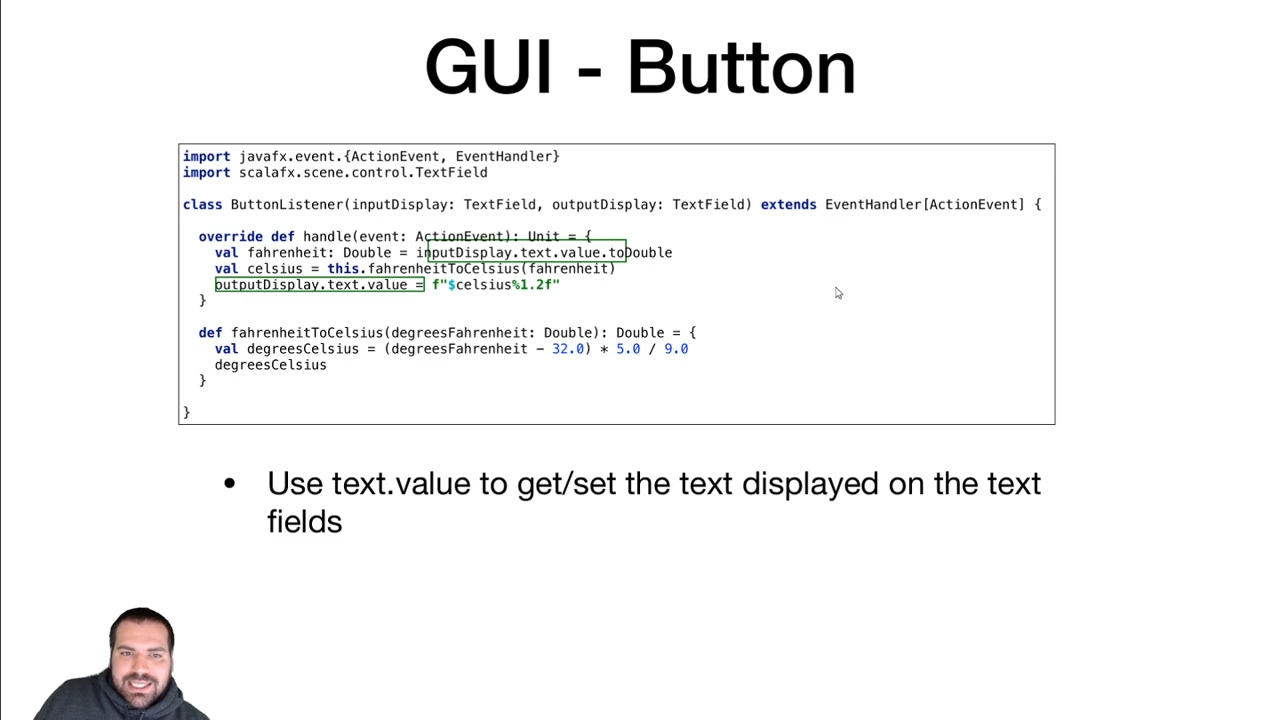 GUI - Button
import javafx.event.{ActionEvent, EventHandler}
import scalafx.scene.control.TextField
class ButtonListener(inputDisplay: TextField, outputDisplay: TextField) extends EventHandler[ActionEvent] {
override def handle(event: ActionEvent): Unit = {
val fahrenheit: Double = inputDisplay.text.value.toDouble
val celsius = this.fahrenheitToCelsius(fahrenheit)
outputDisplay.text.value = f"$celsius%1.2f"
}
def fahrenheitToCelsius(degreesFahrenheit: Double): Double = {
val degreesCelsius = (degreesFahrenheit - 32.0) * 5.0 / 9.0
degreesCelsius
}
}
• Use text.value to get/set the text displayed on the text
fields